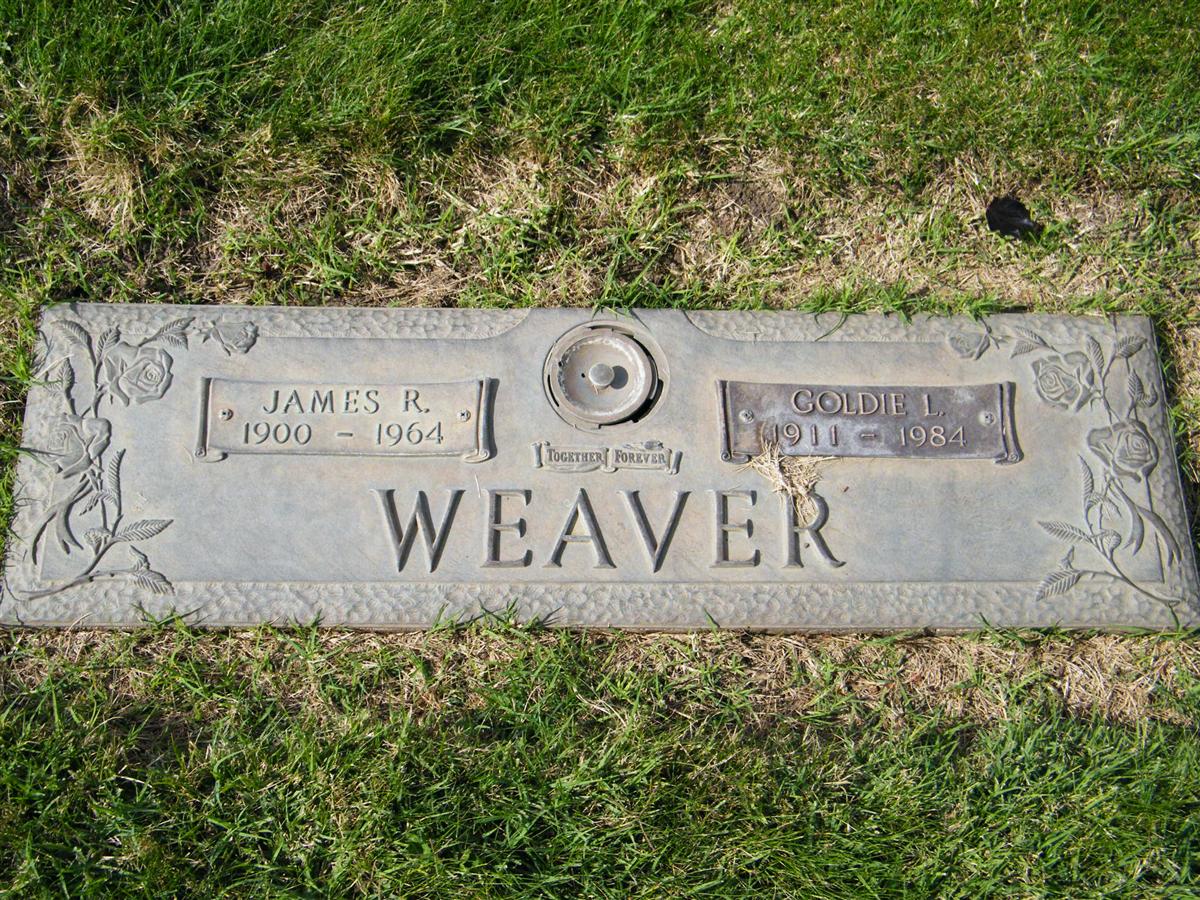 JAMES R.
1900 – 1964
GOLDIE L.
1911 – 1984
TOGETHER FOREVER
WEAVER